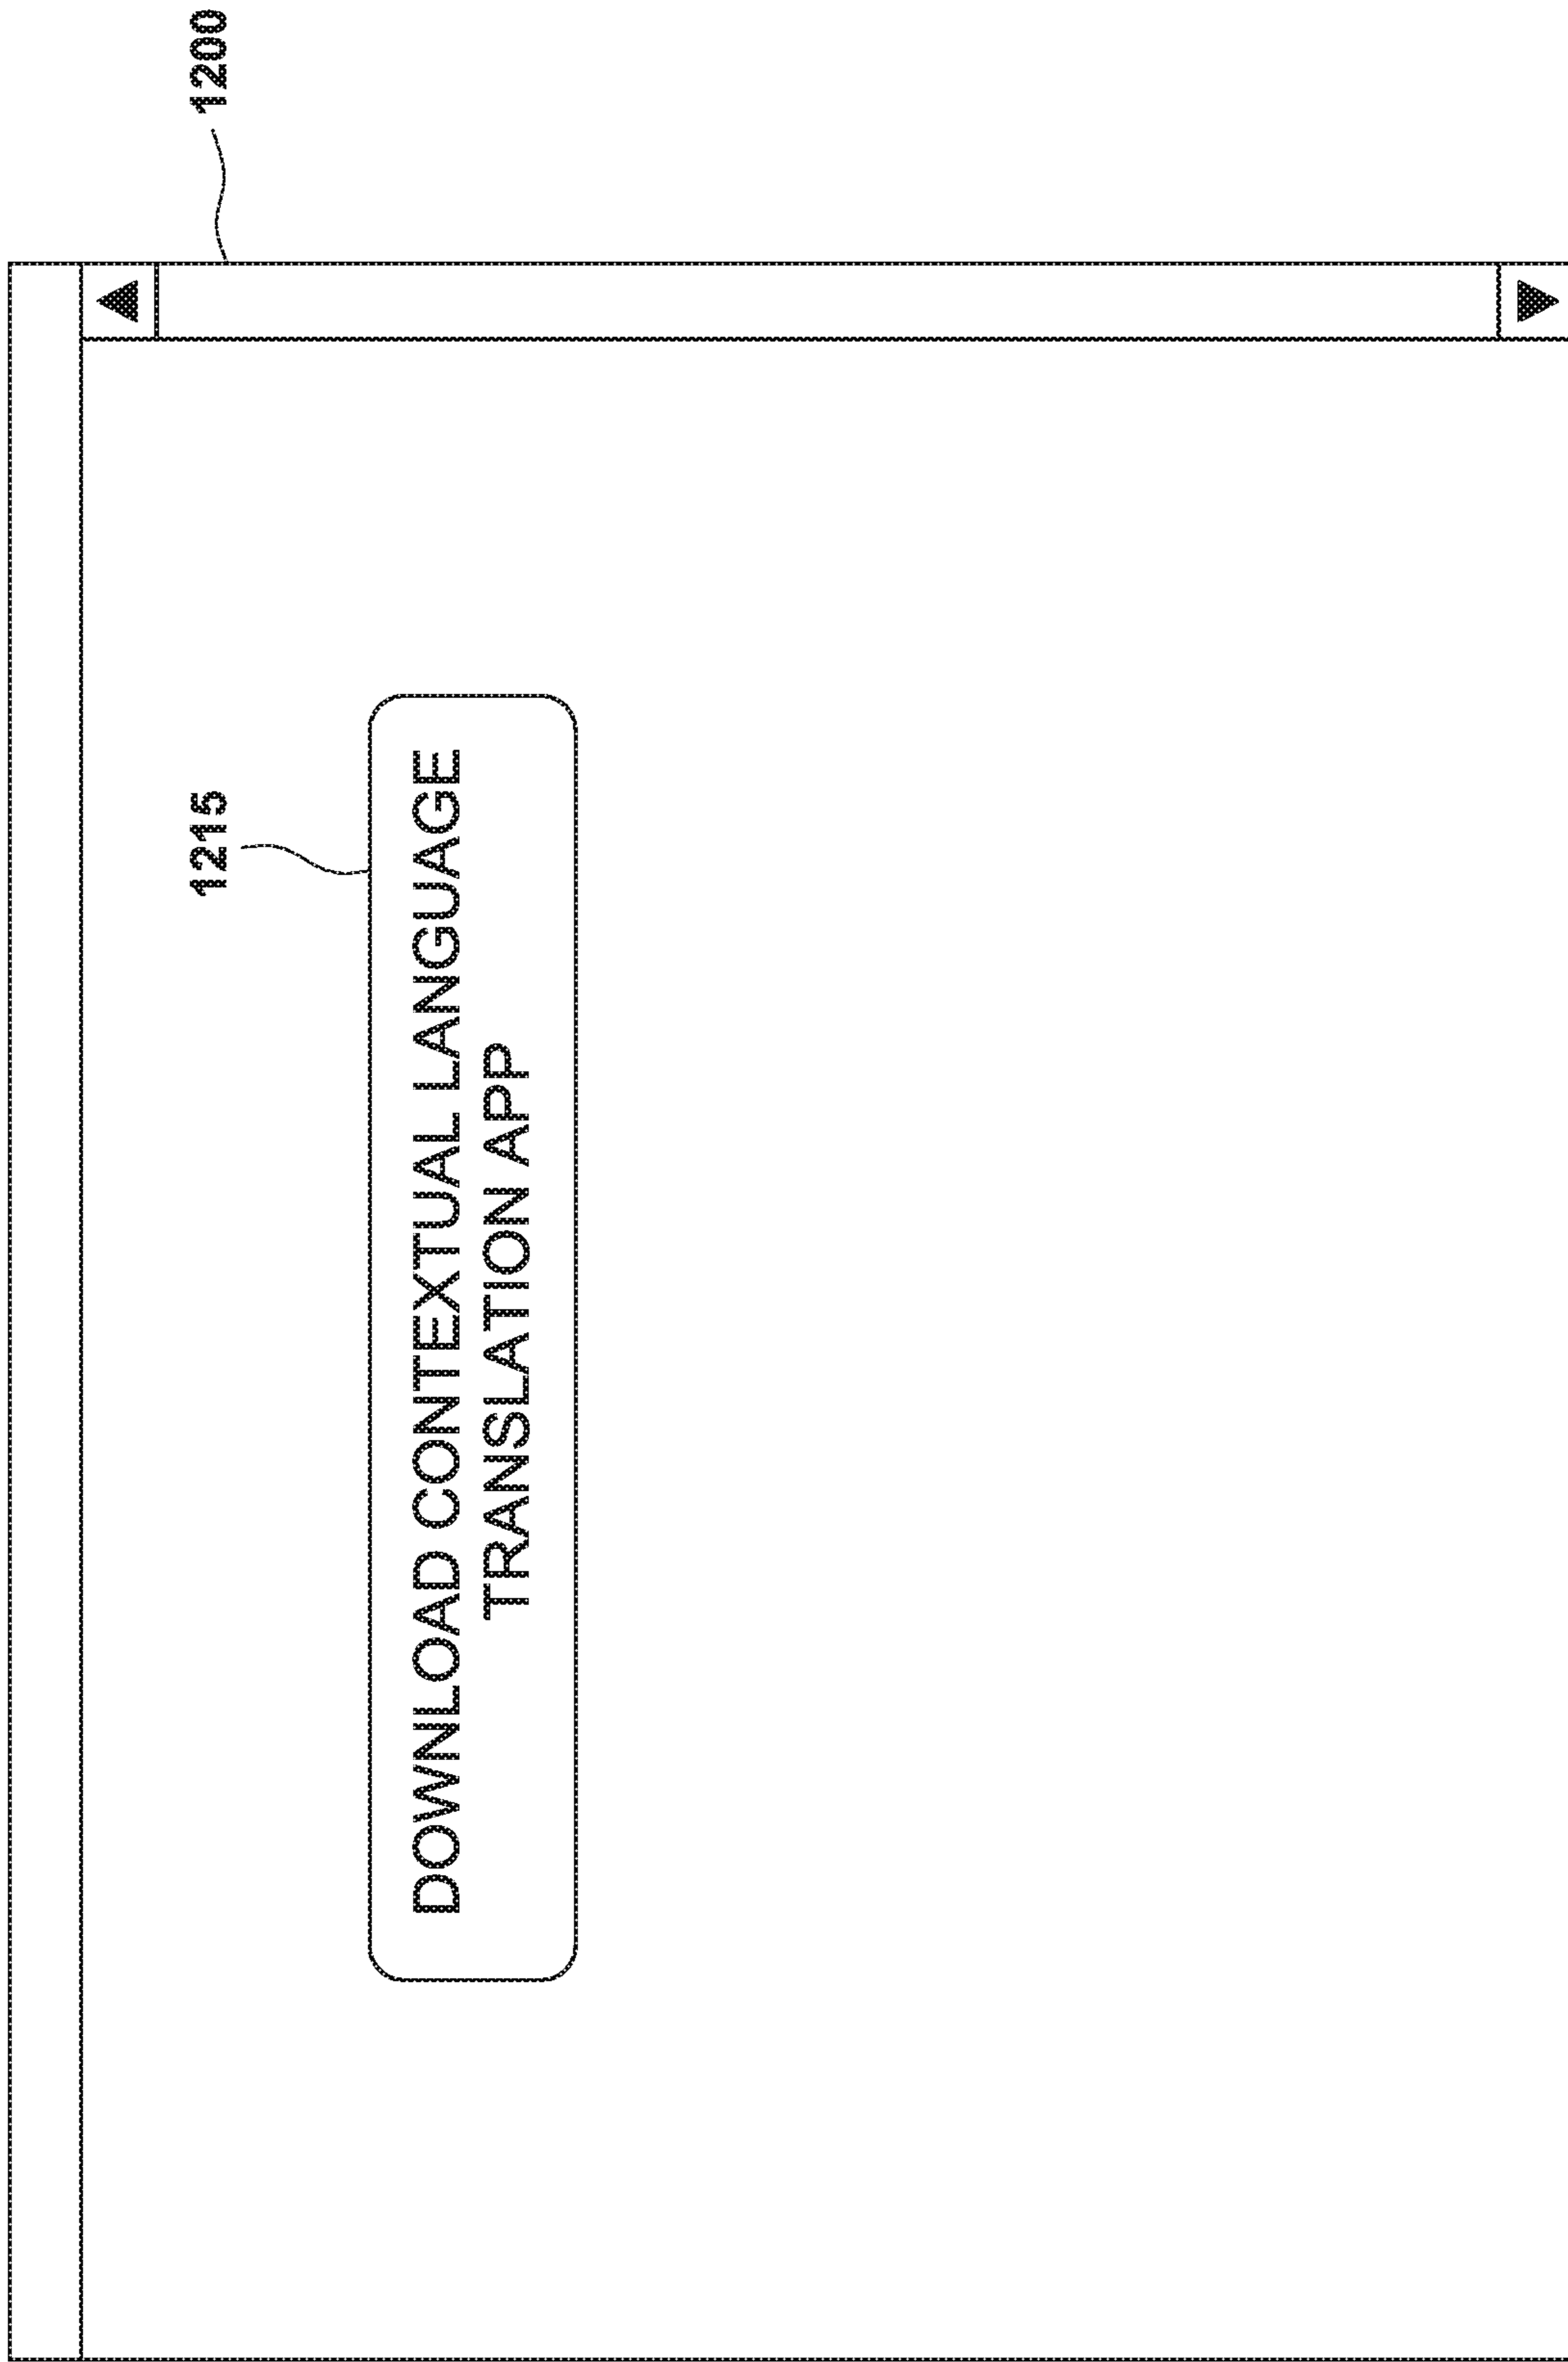 1200
1215
DOWNLOAD CONTEXTUAL LANGUAGE
TRANSLATION APP